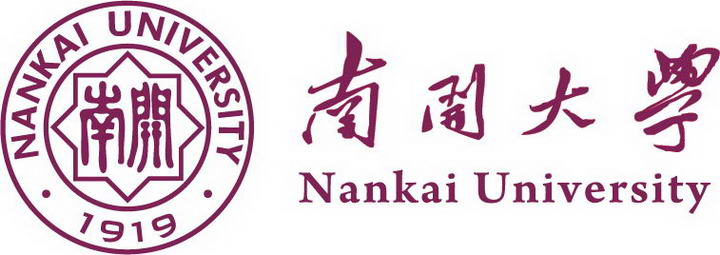 NANKAI UNIVERSITY
南開
1919
南開大學
Nankai University